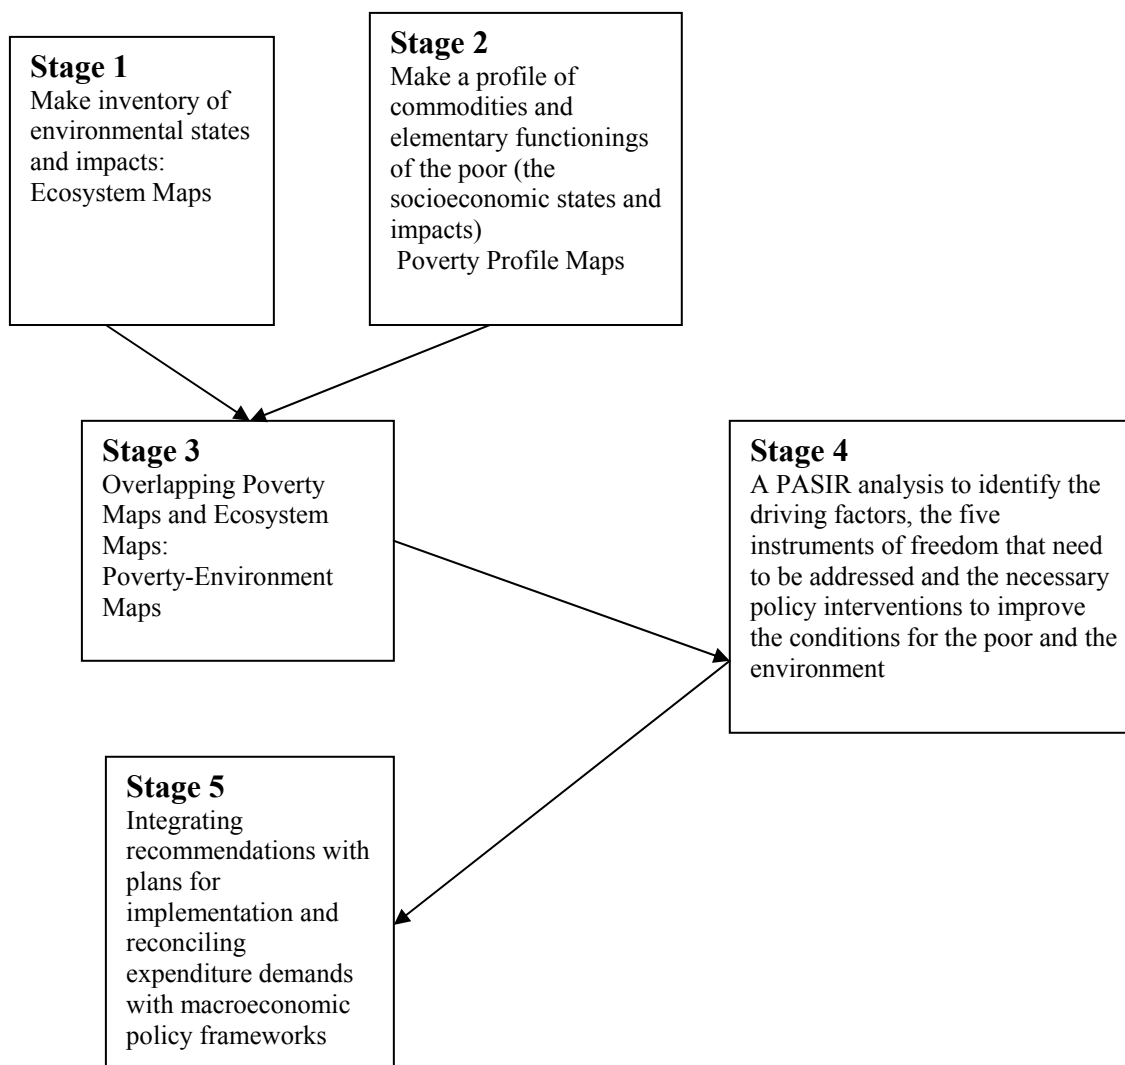 Stage 1
Make inventory of
environmental states
and impacts:
Ecosystem Maps
Stage 2
Make a profile of
commodities and
elementary functionings
of the poor (the
socioeconomic states and
impacts)
Poverty Profile Maps
Stage 3
Overlapping Poverty
Maps and Ecosystem
Maps:
Poverty-Environment
Maps
Stage 4
A PASIR analysis to identify the
driving factors, the five
instruments of freedom that need
to be addressed and the necessary
policy interventions to improve
the conditions for the poor and the
environment
Stage 5
Integrating
recommendations with
plans for
implementation and
reconciling
expenditure demands
with macroeconomic
policy frameworks